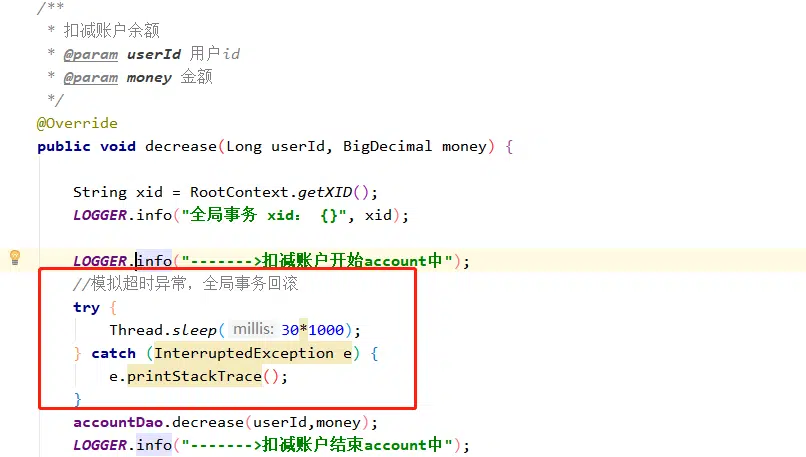 /**
 * 扣减账户余额
 * @param userId 用户id
 * @param money 金额
 */
@Override
public void decrease(Long userId, BigDecimal money) {
String xid = RootContext.getXID();
LOGGER.info("全局事务 xid： {}", xid);
LOGGER.info("------->扣减账户开始account中");
//模拟超时异常，全局事务回滚
try {
Thread.sleep( millis: 30*1000);
} catch (InterruptedException e) {
e.printStackTrace();
}
accountDao.decrease(userId,money);
LOGGER.info("------->扣减账户结束account中");